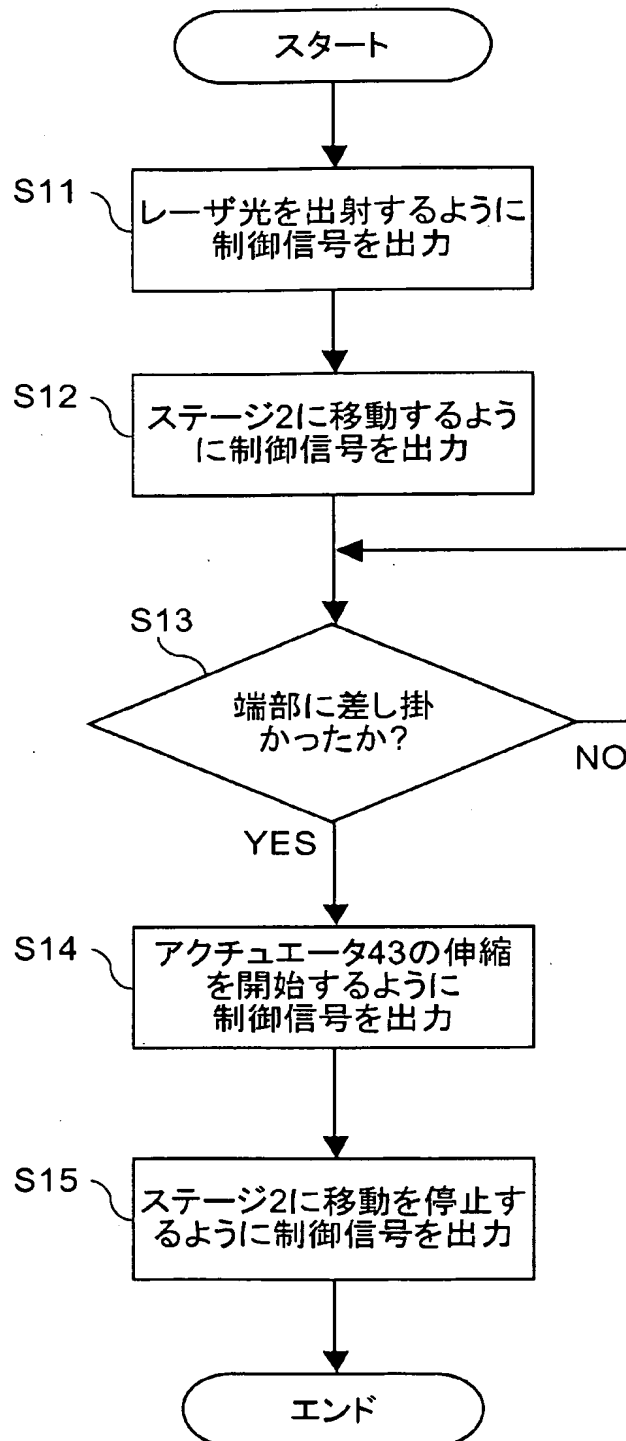 スタート
S11
レーザ光を出射するように
制御信号を出力
S12
ステージ2に移動するよう
に制御信号を出力
S13
端部に差し掛
かったか?
NO
YES
S14
アクチュエータ43の伸縮
を開始するように
制御信号を出力
S15
ステージ2に移動を停止す
るように制御信号を出力
エンド